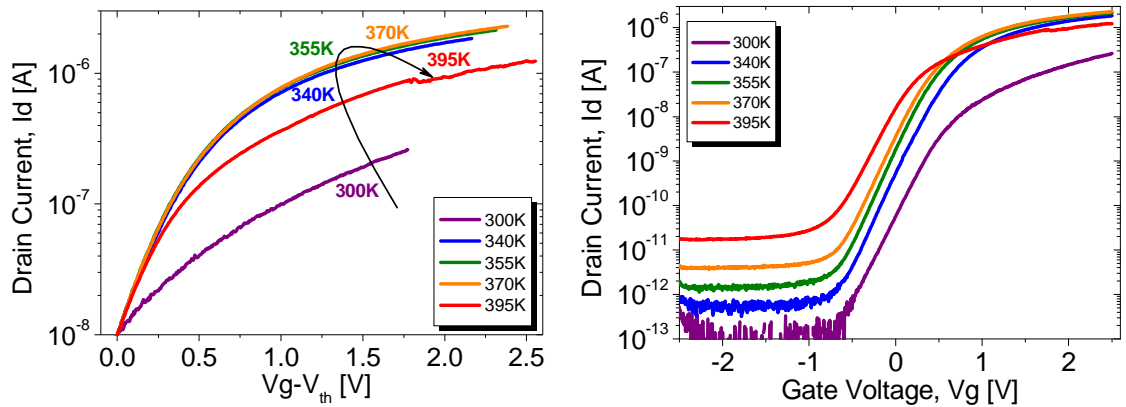 Drain Current, Id [A]
10-6
10-7
10-8
0.0 0.5 1.0 1.5 2.0 2.5
Vg-Vth [V]
355K
370K
395K
340K
300K
300K
340K
355K
370K
395K
Drain Current, Id [A]
10-6
10-7
10-8
10-9
10-10
10-11
10-12
10-13
-2 -1 0 1 2
Gate Voltage, Vg [V]
300K
340K
355K
370K
395K